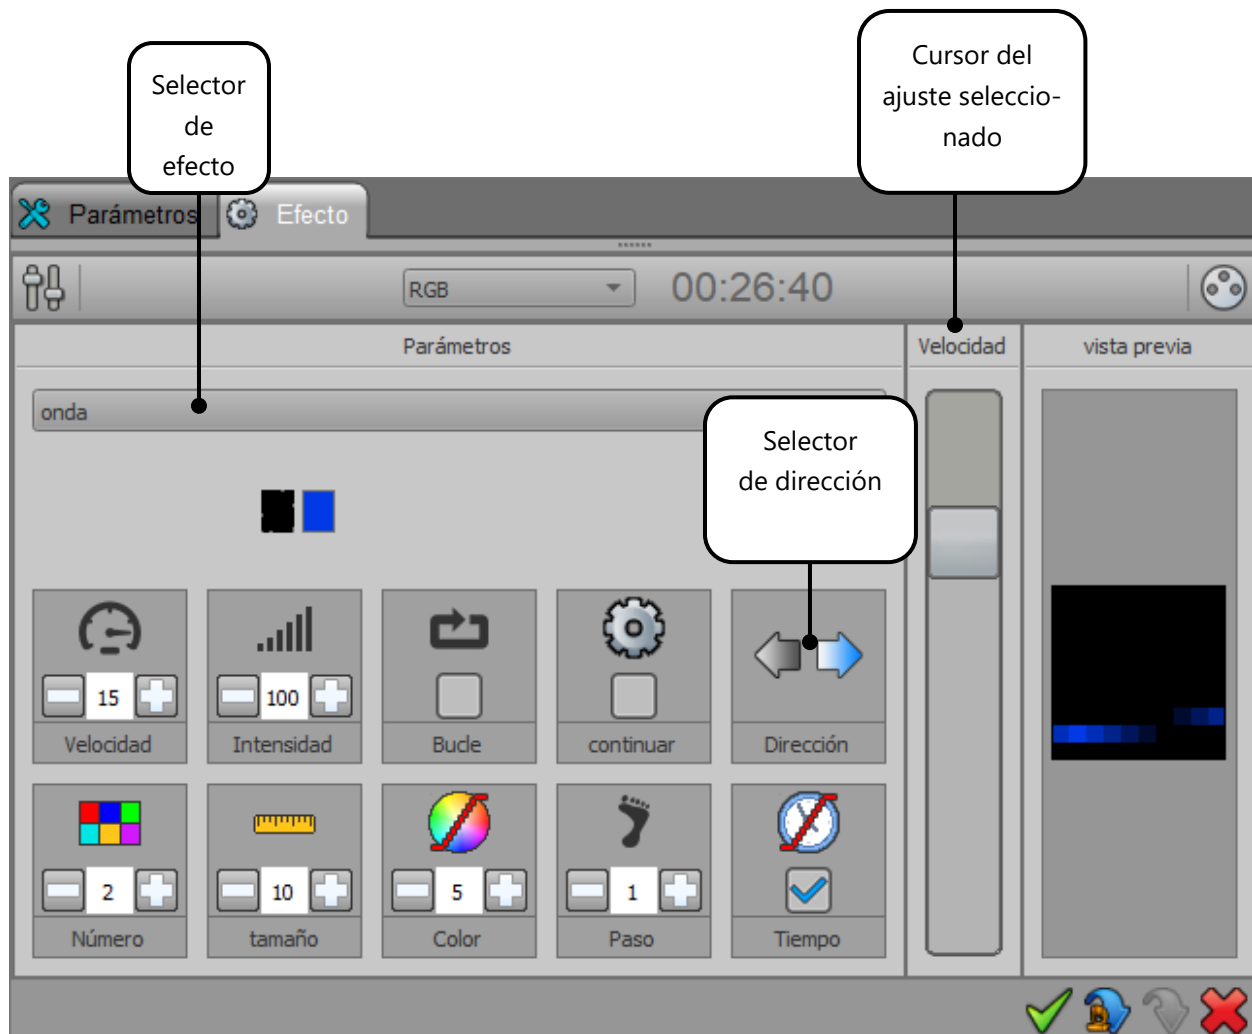 Selector
de
efecto
Cursor del
ajuste seleccio-
nado
Parámetros
Efecto
RGB
00:26:40
Parámetros
Velocidad
vista previa
onda
Selector
de dirección
15
100
Velocidad
Intensidad
Bucle
continuar
Dirección
2
10
5
1
Número
tamaño
Color
Paso
Tiempo